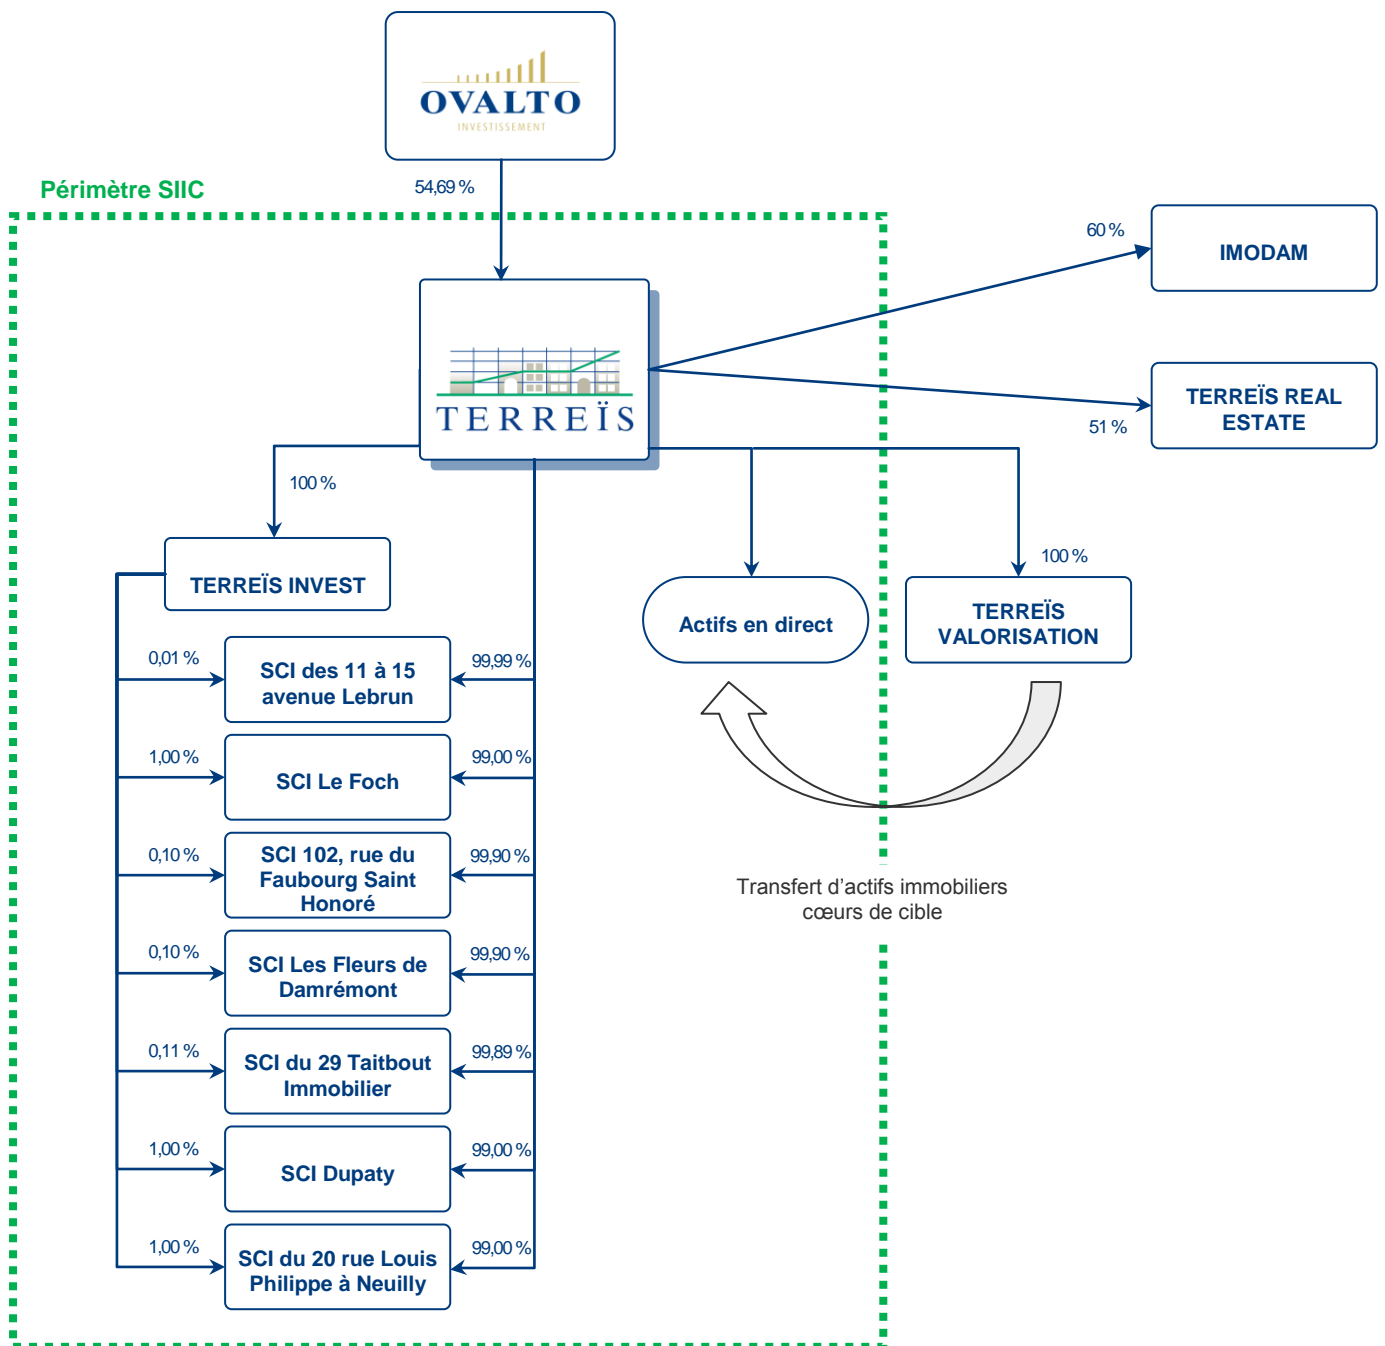 OVALTO
INVESTISSEMENT
54,69 %
Périmètre SIIC
60 %
IMODAM
TERREÏS
TERREÏS REAL
ESTATE
51 %
100 %
TERREÏS INVEST
100 %
Actifs en direct
TERREÏS
VALORISATION
0,01 %
SCI des 11 à 15
avenue Lebrun
99,99 %
1,00 %
SCI Le Foch
99,00 %
0,10 %
SCI 102, rue du
Faubourg Saint
Honoré
99,90 %
Transfert d’actifs immobiliers
cœurs de cible
0,10 %
SCI Les Fleurs de
Damrémont
99,90 %
0,11 %
SCI du 29 Taitbout
Immobilier
99,89 %
1,00 %
SCI Dupaty
99,00 %
1,00 %
SCI du 20 rue Louis
Philippe à Neuilly
99,00 %